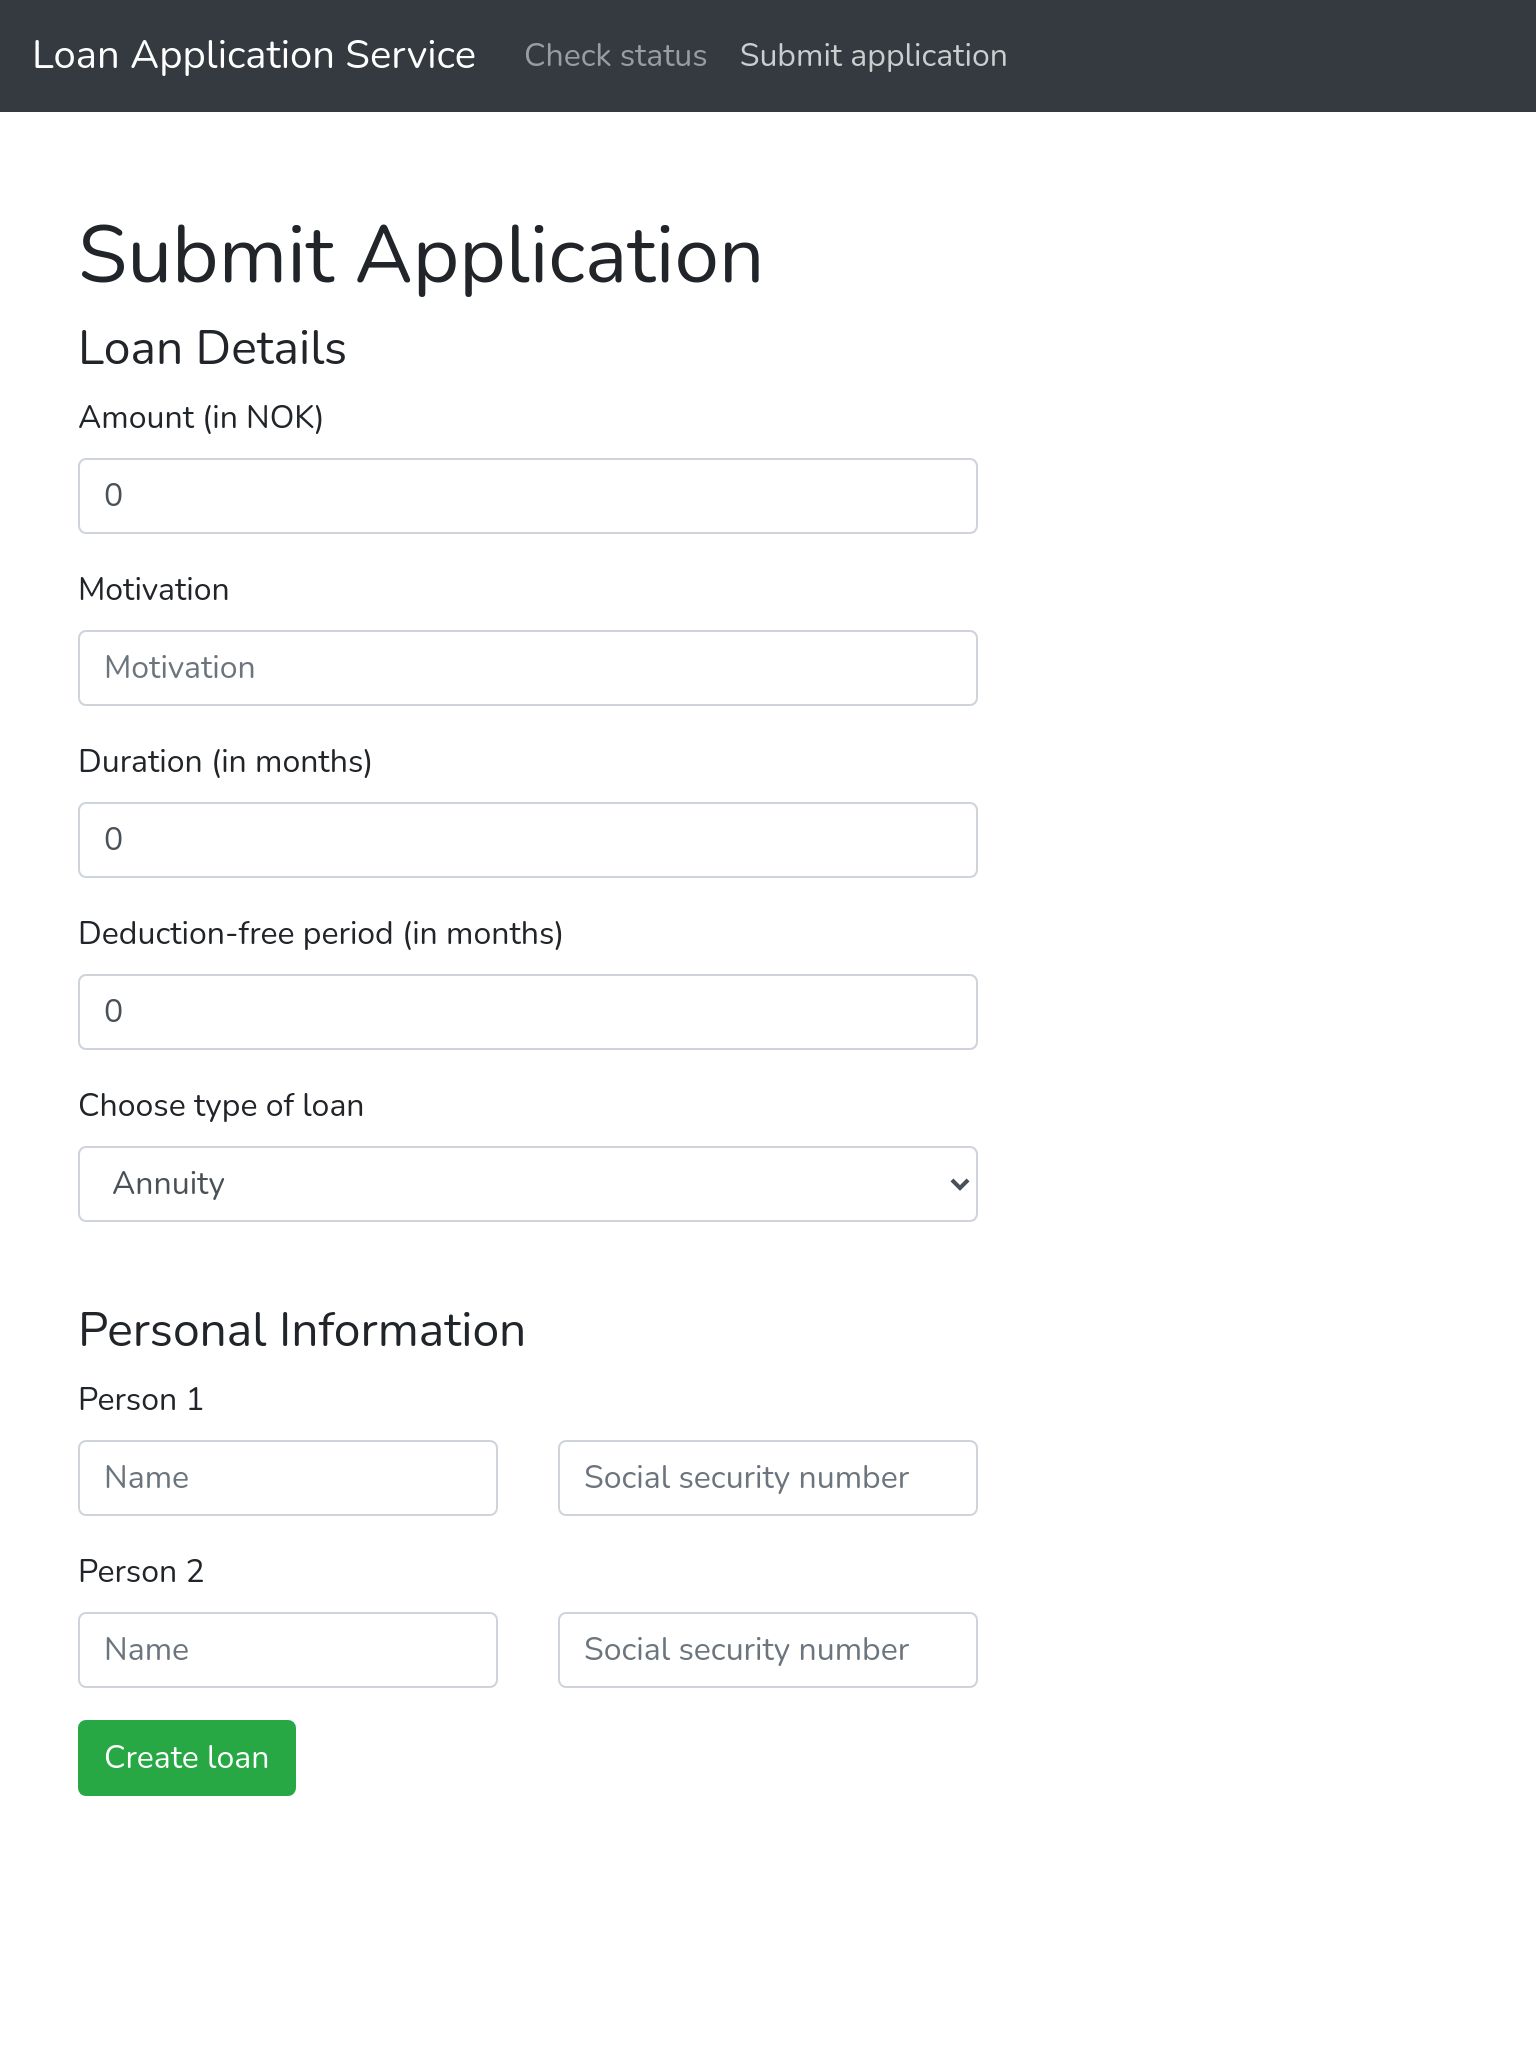 Loan Application Service Check status Submit application
Submit Application
Loan Details
Amount (in NOK)
0
Motivation
Motivation
Duration (in months)
0
Deduction-free period (in months)
0
Choose type of loan
Annuity
Personal Information
Person 1
Name Social security number
Person 2
Name Social security number
Create loan